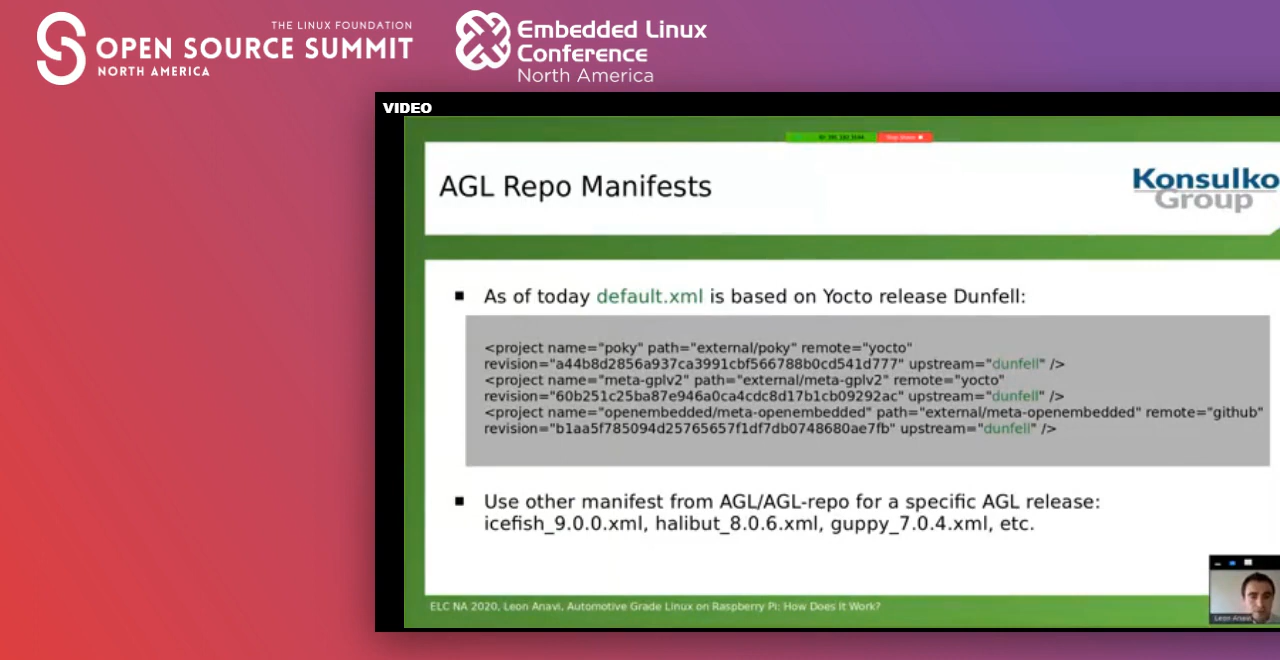 THE LINUX FOUNDATION
OPEN SOURCE SUMMIT
NORTH AMERICA
Embedded Linux
Conference
North America
VIDEO
AGL Repo Manifests
Konsulko
Group
■ As of today default.xml is based on Yocto release Dunfell:
<project name="poky" path="external/poky" remote="yocto"
revision="a44b8d2856a937ca3991cbf566788b0cd541d777" upstream="dunfell" />
<project name="meta-gplv2" path="external/meta-gplv2" remote="yocto"
revision="60b251c25ba87e946a0ca4cdc8d17b1cb09292ac" upstream="dunfell" />
<project name="openembedded/meta-openembedded" path="external/meta-openembedded" remote="github"
revision="b1aa5f785094d25765657f1df7db0748680ae7fb" upstream="dunfell" />
■ Use other manifest from AGL/AGL-repo for a specific AGL release:
icefish_9.0.0.xml, halibut_8.0.6.xml, guppy_7.0.4.xml, etc.
ELC NA 2020, Leon Anavi, Automotive Grade Linux on Raspberry Pi: How Does It Work?
Leon Anavi